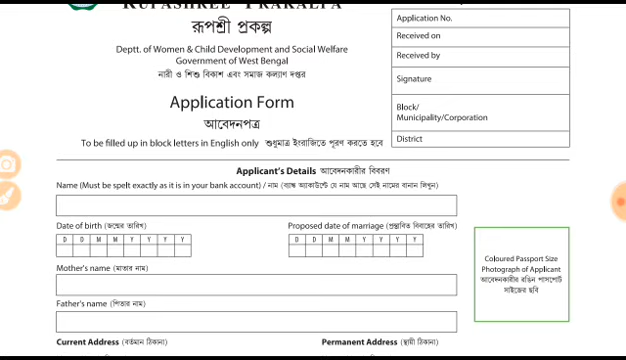 RUPASHREE PRAKALPA
রূপশ্রী প্রকল্প
Deptt. of Women & Child Development and Social Welfare
Government of West Bengal
নারী ও শিশু বিকাশ এবং সমাজ কল্যাণ দপ্তর
Application Form
আবেদনপত্র
To be filled up in block letters in English only শুধুমাত্র ইংরাজিতে পূরণ করতে হবে
Application No.
Received on
Received by
Signature
Block/
Municipality/Corporation
District
Applicant's Details আবেদনকারীর বিবরণ
Name (Must be spelt exactly as it is in your bank account) / নাম (ব্যাঙ্ক অ্যাকাউন্টে যে নাম আছে সেই নামের বানান লিখুন)
Date of birth (জন্মের তারিখ)
D D M M Y Y Y Y
Proposed date of marriage (প্রস্তাবিত বিবাহের তারিখ)
D D M M Y Y Y Y
Mother's name (মাতার নাম)
Father's name (পিতার নাম)
Coloured Passport Size
Photograph of Applicant
আবেদনকারীর রঙিন পাসপোর্ট
সাইজের ছবি
Current Address (বর্তমান ঠিকানা)
Permanent Address (স্থায়ী ঠিকানা)